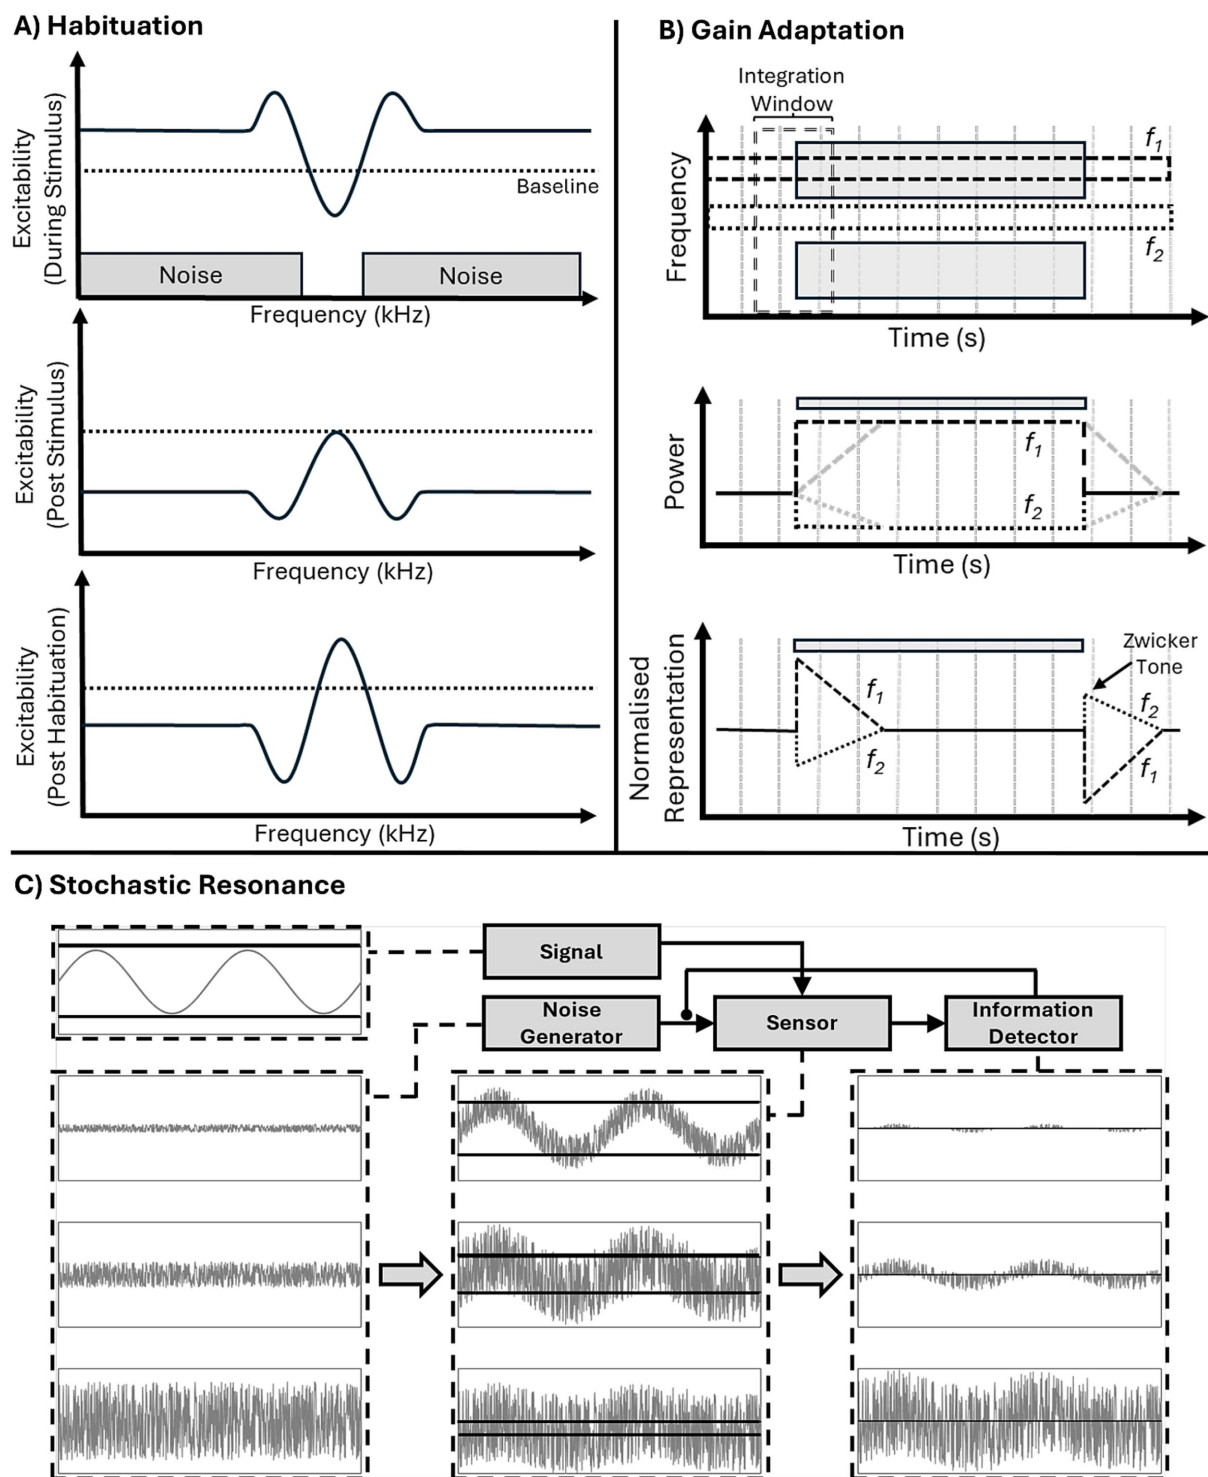 A) Habituation
Excitability
(During Stimulus)
Baseline
Noise
Noise
Frequency (kHz)
Excitability
(Post Stimulus)
Frequency (kHz)
Excitability
(Post Habituation)
Frequency (kHz)
B) Gain Adaptation
Integration
Window
Frequency
f1
f2
Time (s)
Power
f1
f2
Time (s)
Normalised
Representation
Zwicker
Tone
f1
f2
f2
f1
Time (s)
C) Stochastic Resonance
Signal
Noise
Generator
Sensor
Information
Detector